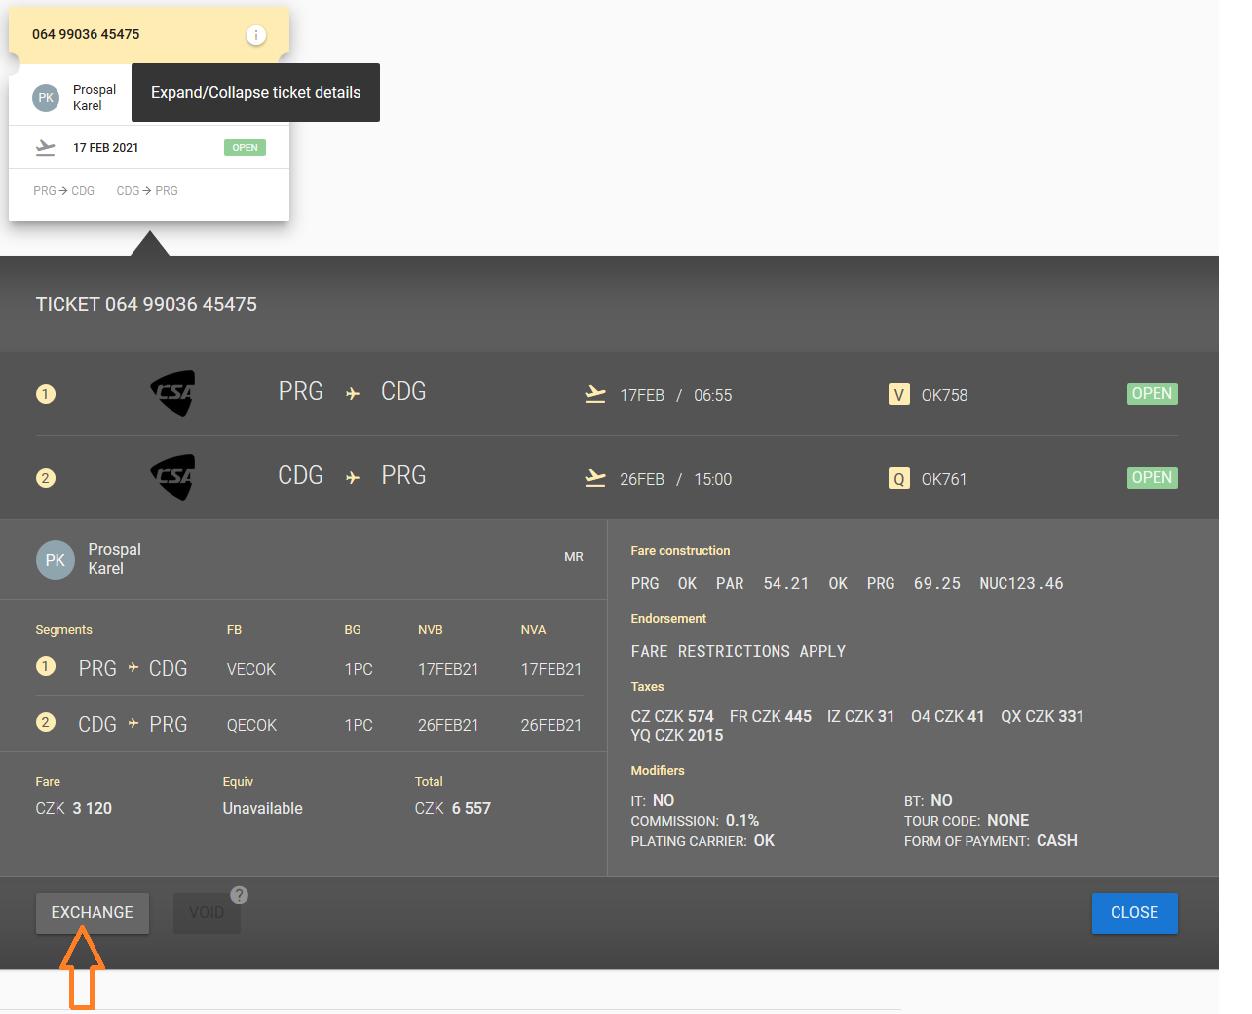 064 99036 45475 i
PK Prospal
Karel
Expand/Collapse ticket details
17 FEB 2021 OPEN
PRG → CDG CDG → PRG
TICKET 064 99036 45475
1 CSA PRG CDG 17FEB / 06:55 V OK758 OPEN
2 CSA CDG PRG 26FEB / 15:00 Q OK761 OPEN
PK Prospal
Karel
MR
Segments FB BG NVB NVA
1 PRG CDG VECOK 1PC 17FEB21 17FEB21
2 CDG PRG QECOK 1PC 26FEB21 26FEB21
Fare Equiv Total
CZK 3 120 Unavailable CZK 6 557
Fare construction
PRG OK PAR 54.21 OK PRG 69.25 NUC123.46
Endorsement
FARE RESTRICTIONS APPLY
Taxes
CZ CZK 574 FR CZK 445 IZ CZK 31 O4 CZK 41 QX CZK 331
YQ CZK 2015
Modifiers
IT: NO BT: NO
COMMISSION: 0.1% TOUR CODE: NONE
PLATING CARRIER: OK FORM OF PAYMENT: CASH
EXCHANGE VOID ? CLOSE